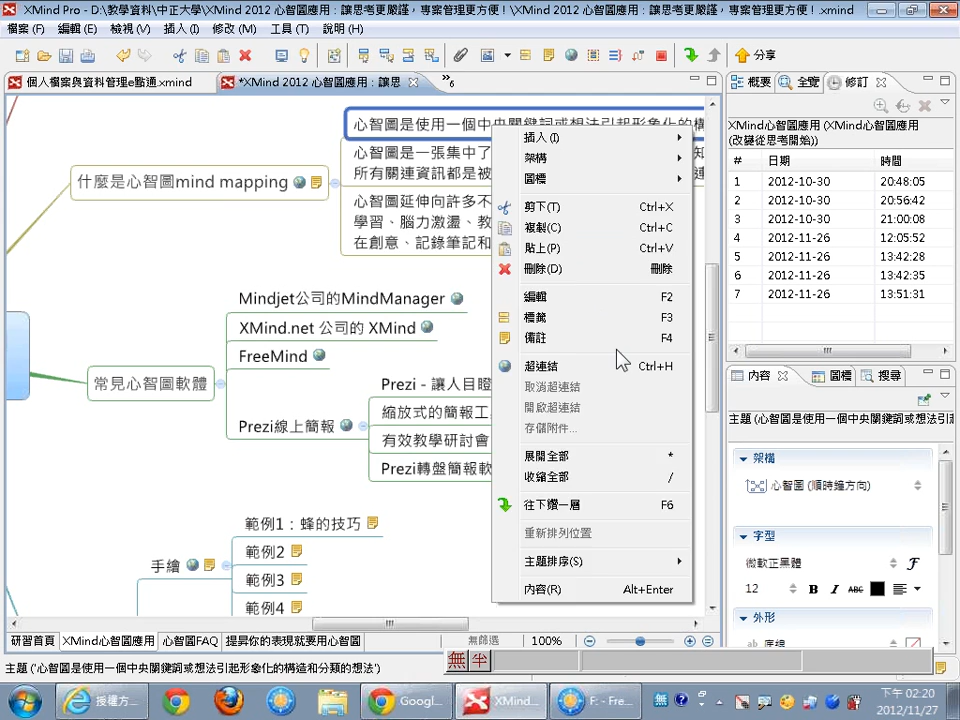 XMind Pro - D:\教學資料\中正大學\XMind 2012 心智圖應用：讓思考更嚴謹，專案管理更方便！\XMind 2012 心智圖應用：讓思考更嚴謹，專案管理更方便！.xmind
檔案(F) 編輯(E) 檢視(V) 插入(I) 修改(M) 工具(T) 說明(H)
分享
個人檔案與資料管理e點通.xmind
*XMind 2012 心智圖應用：讓思
»6
什麼是心智圖mind mapping
心智圖是使用一個中央關鍵詞或想法引起形象化的構
心智圖是一張集中了
知
所有關連資訊都是被
連
心智圖延伸向許多不
學習、腦力激盪、教
在創意、記錄筆記和
常見心智圖軟體
Mindjet公司的MindManager
XMind.net 公司的 XMind
FreeMind
Prezi線上簡報
Prezi - 讓人目瞪
縮放式的簡報工
有效教學研討會
Prezi轉盤簡報軟
手繪
範例1：蜂的技巧
範例2
範例3
範例4
插入(I)
架構
圖標
剪下(T) Ctrl+X
複製(C) Ctrl+C
貼上(P) Ctrl+V
刪除(D) 刪除
編輯 F2
標籤 F3
備註 F4
超連結 Ctrl+H
取消超連結
開啟超連結
存儲附件...
展開全部 *
收縮全部 /
往下鑽一層 F6
重新排列位置
主題排序(S)
內容(R) Alt+Enter
概要 全覽 修訂
XMind心智圖應用 (XMind心智圖應用
(改變從思考開始))
# 日期 時間
1 2012-10-30 20:48:05
2 2012-10-30 20:56:42
3 2012-10-30 21:00:08
4 2012-11-26 12:05:52
5 2012-11-26 13:42:28
6 2012-11-26 13:42:35
7 2012-11-26 13:51:31
內容 圖標 搜尋
主題 (心智圖是使用一個中央關鍵詞或想法引
架構
心智圖 (順時鐘方向)
字型
微軟正黑體
12 B I ABC
外形
底線
研習首頁 XMind心智圖應用 心智圖FAQ 提昇你的表現就要用心智圖
無篩選 100%
主題 ('心智圖是使用一個中央關鍵詞或想法引起形象化的構造和分類的想法')
無 半
授權方...
Googl...
XMind...
F: - Fre...
無
下午 02:20
2012/11/27